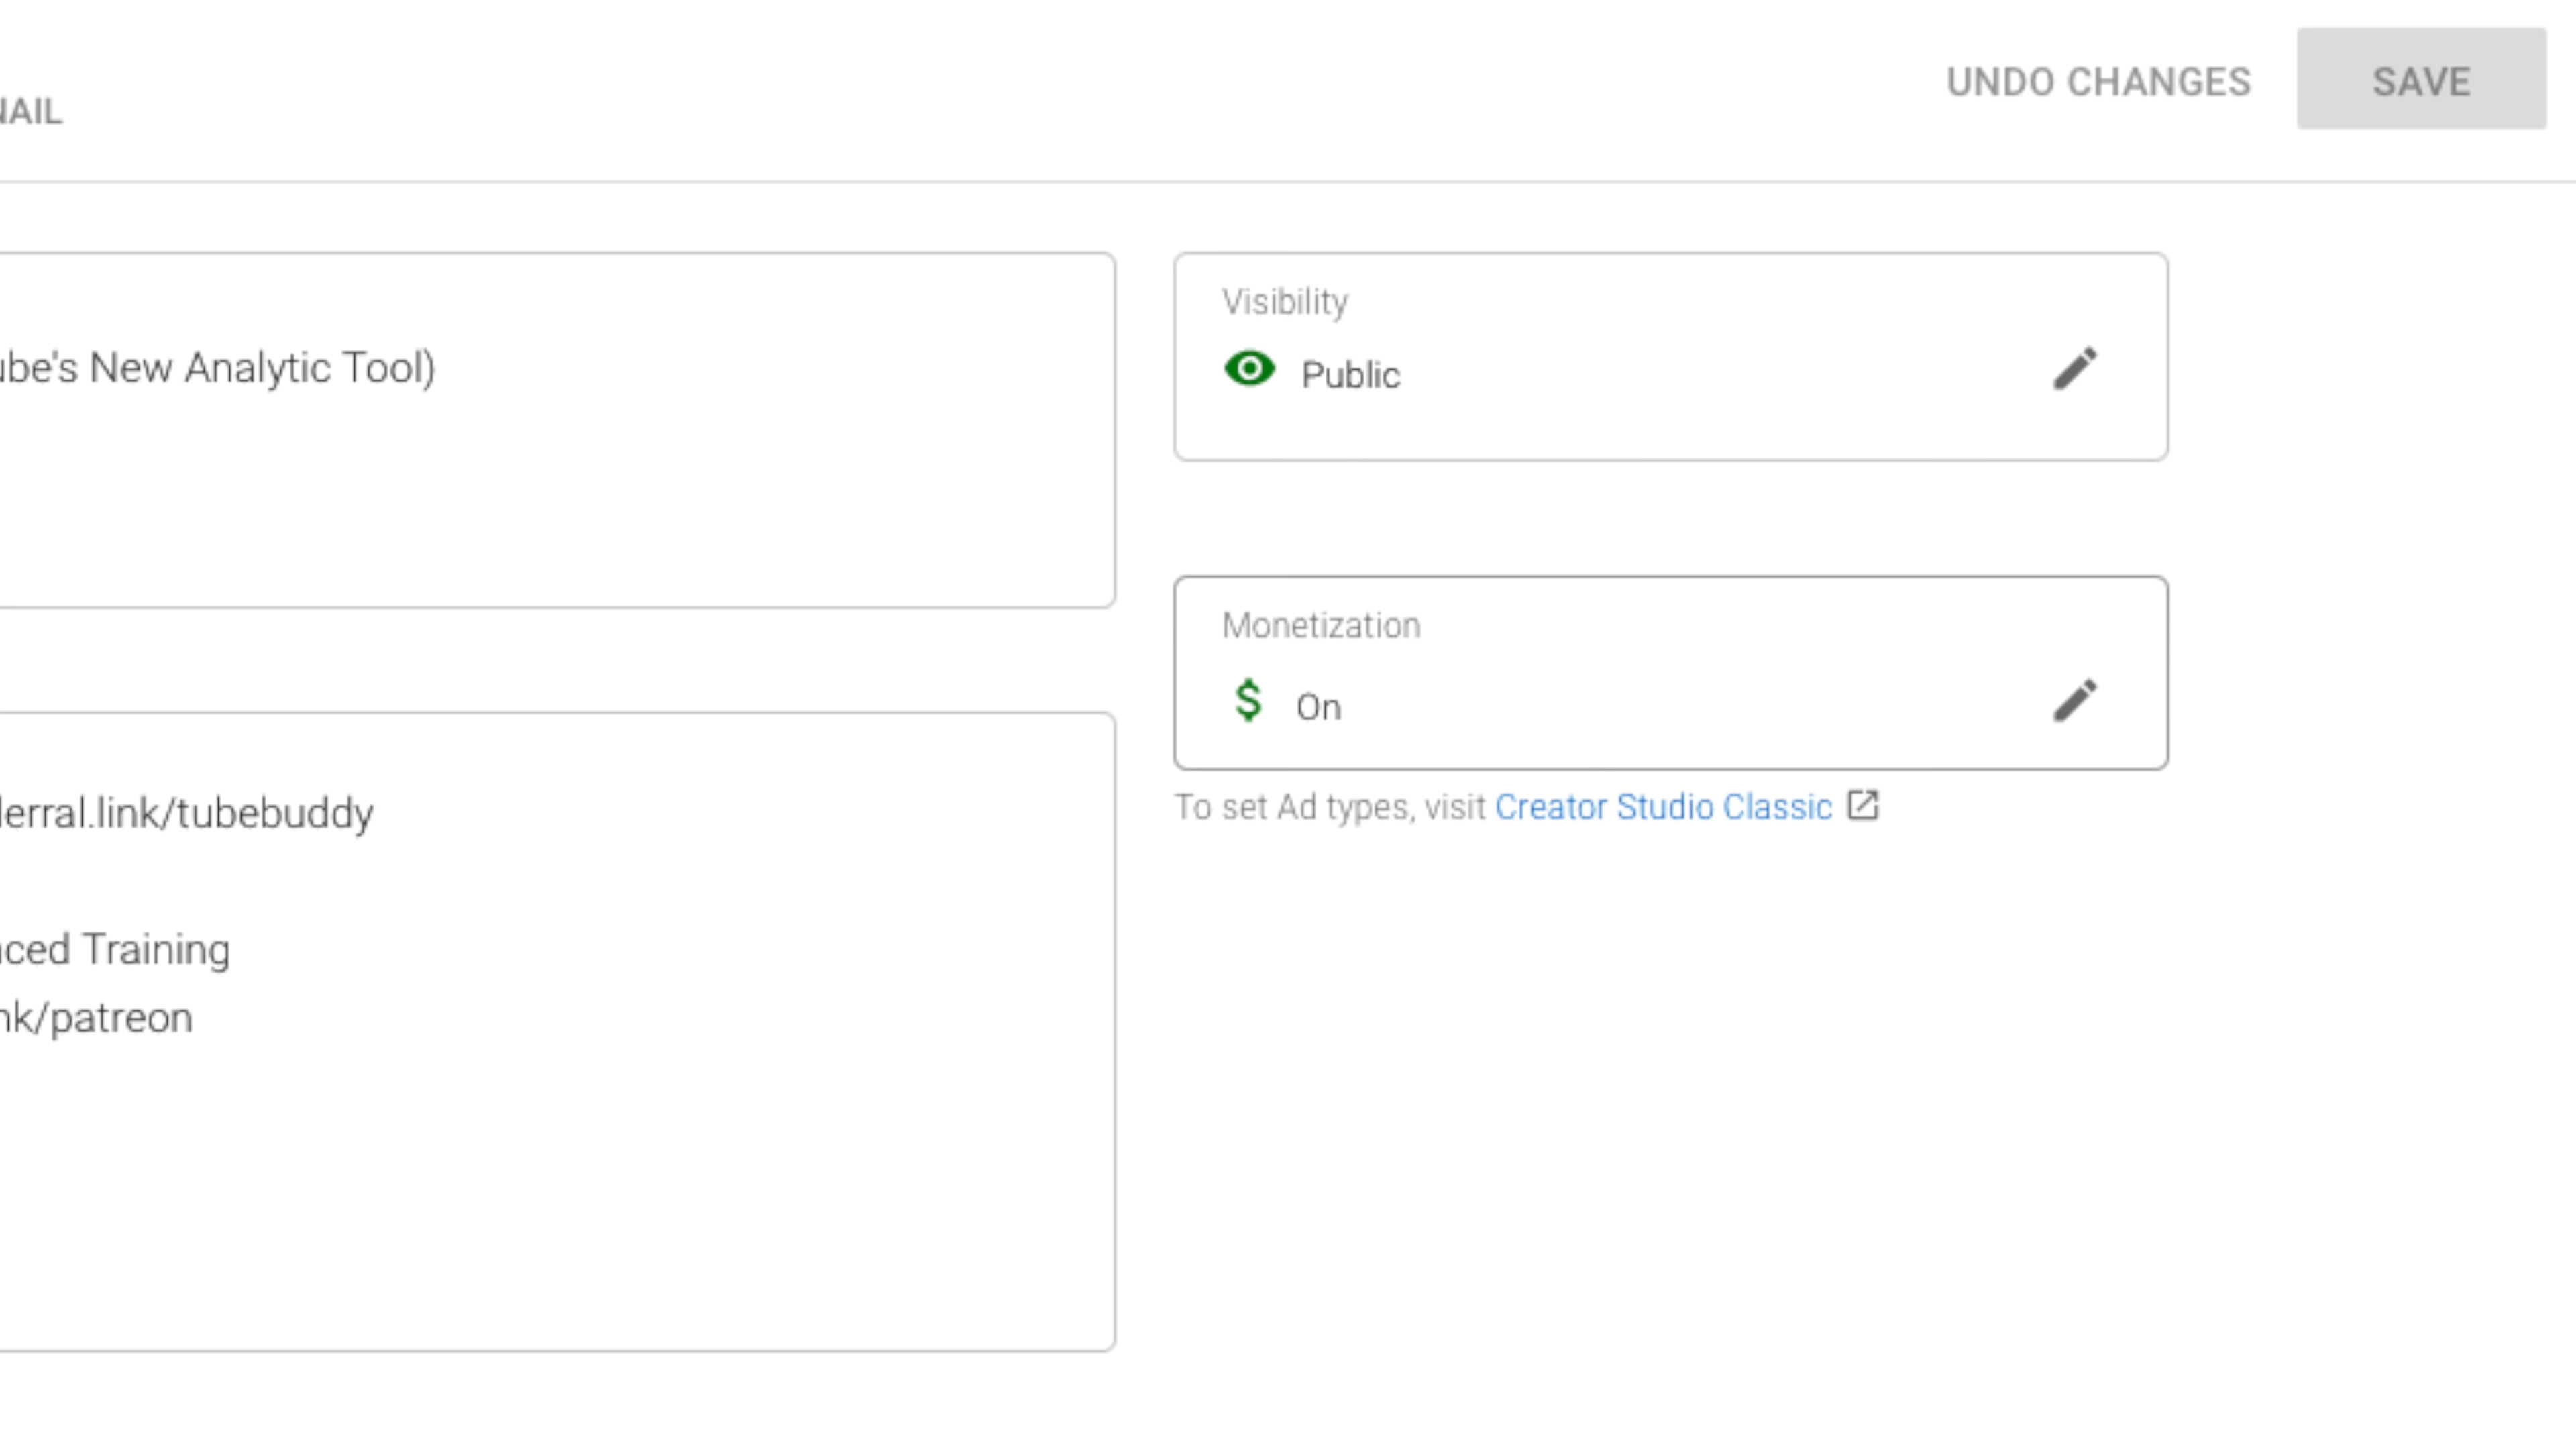 UNDO CHANGES
SAVE
NAIL
ube's New Analytic Tool)
Visibility
Public
Monetization
$ On
To set Ad types, visit Creator Studio Classic
lerral.link/tubebuddy
nced Training
nk/patreon